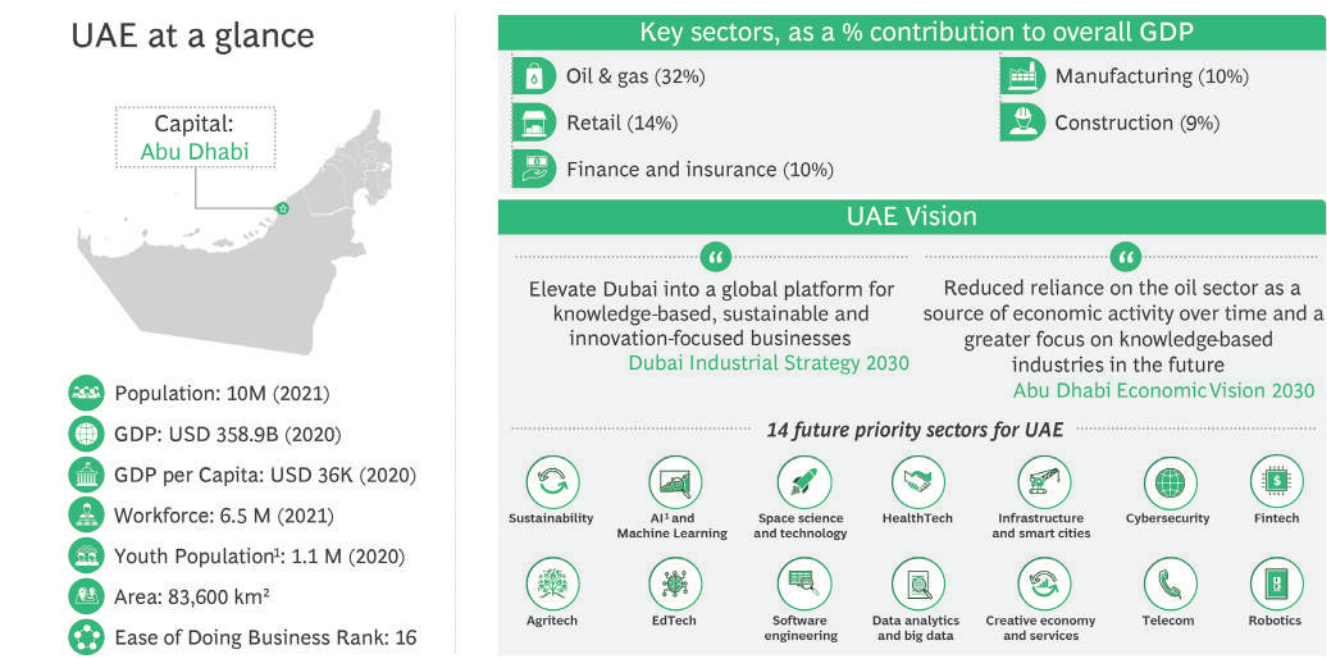 UAE at a glance
Capital:
Abu Dhabi
Population: 10M (2021)
GDP: USD 358.9B (2020)
GDP per Capita: USD 36K (2020)
Workforce: 6.5 M (2021)
Youth Population¹: 1.1 M (2020)
Area: 83,600 km²
Ease of Doing Business Rank: 16
Key sectors, as a % contribution to overall GDP
Oil & gas (32%)
Retail (14%)
Finance and insurance (10%)
Manufacturing (10%)
Construction (9%)
UAE Vision
“
Elevate Dubai into a global platform for
knowledge-based, sustainable and
innovation-focused businesses
Dubai Industrial Strategy 2030
“
Reduced reliance on the oil sector as a
source of economic activity over time and a
greater focus on knowledge-based
industries in the future
Abu Dhabi Economic Vision 2030
14 future priority sectors for UAE
Sustainability
AI¹ and
Machine Learning
Space science
and technology
HealthTech
Infrastructure
and smart cities
Cybersecurity
$
Fintech
Agritech
EdTech
Software
engineering
Data analytics
and big data
Creative economy
and services
Telecom
Robotics